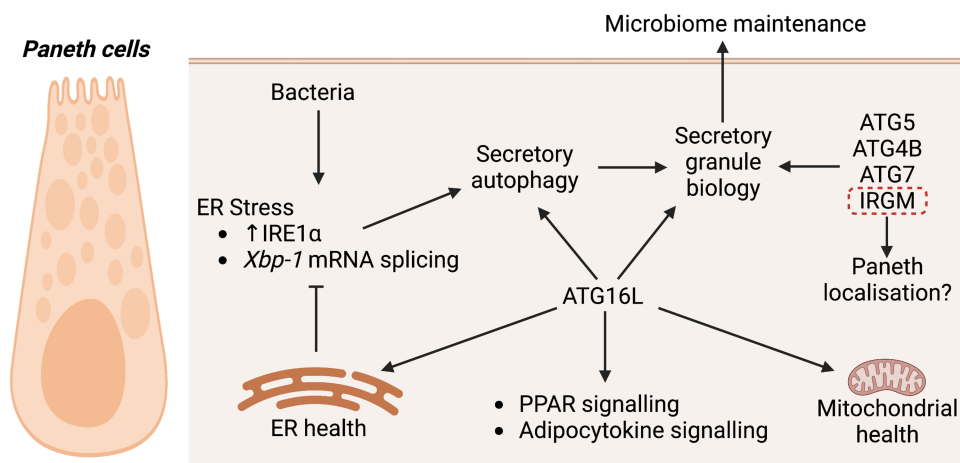 Microbiome maintenance
Paneth cells
Bacteria
ATG5
ATG4B
ATG7
IRGM
Secretory
granule
biology
Secretory
autophagy
ER Stress
• ↑IRE1α
• Xbp-1 mRNA splicing
Paneth
localisation?
ATG16L
ER health
• PPAR signalling
• Adipocytokine signalling
Mitochondrial
health